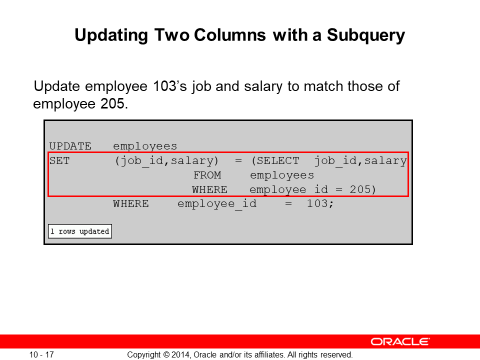 Updating Two Columns with a Subquery
Update employee 103's job and salary to match those of
employee 205.
UPDATE employees
SET (job_id,salary) = (SELECT job_id,salary
FROM employees
WHERE employee_id = 205)
WHERE employee_id = 103;
1 rows updated
ORACLE
10 - 17 Copyright © 2014, Oracle and/or its affiliates. All rights reserved.